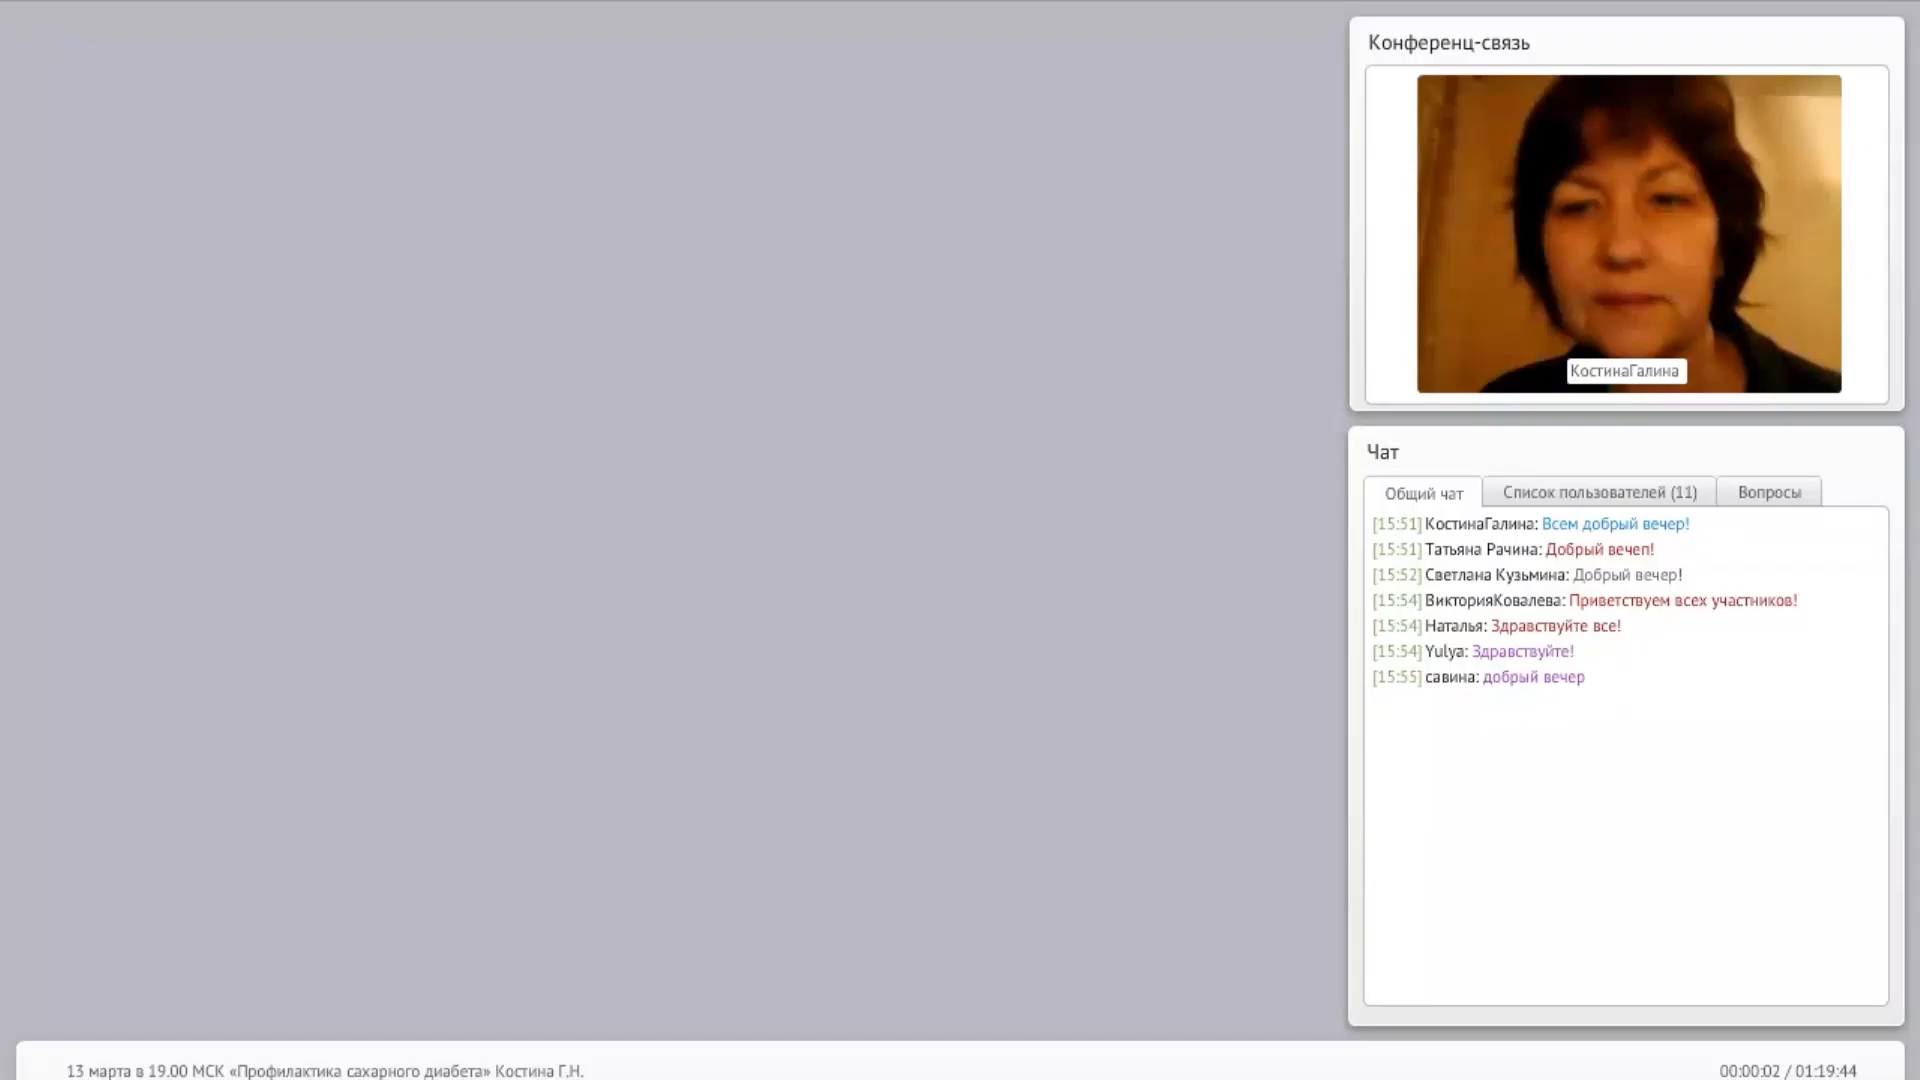 Конференц-связь
КостинаГалина
Чат
Общий чат
Список пользователей (11)
Вопросы
[15:51] КостинаГалина: Всем добрый вечер!
[15:51] Татьяна Рачина: Добрый вечеп!
[15:52] Светлана Кузьмина: Добрый вечер!
[15:54] ВикторияКовалева: Приветствуем всех участников!
[15:54] Наталья: Здравствуйте все!
[15:54] Yulya: Здравствуйте!
[15:55] савина: добрый вечер
13 марта в 19.00 МСК «Профилактика сахарного диабета» Костина Г.Н.
00:00:02 / 01:19:44